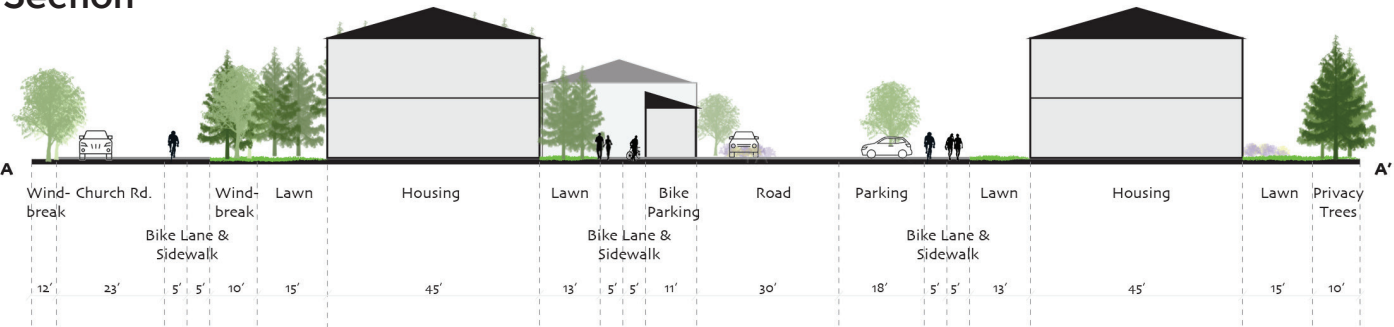 Section
A
A′
Wind-
break
Church Rd.
Bike Lane &
Sidewalk
Wind-
break
Lawn
Housing
Lawn
Bike Lane &
Sidewalk
Bike
Parking
Road
Parking
Bike Lane &
Sidewalk
Lawn
Housing
Lawn
Privacy
Trees
12′ 23′ 5′ 5′ 10′ 15′ 45′ 13′ 5′ 5′ 11′ 30′ 18′ 5′ 5′ 13′ 45′ 15′ 10′